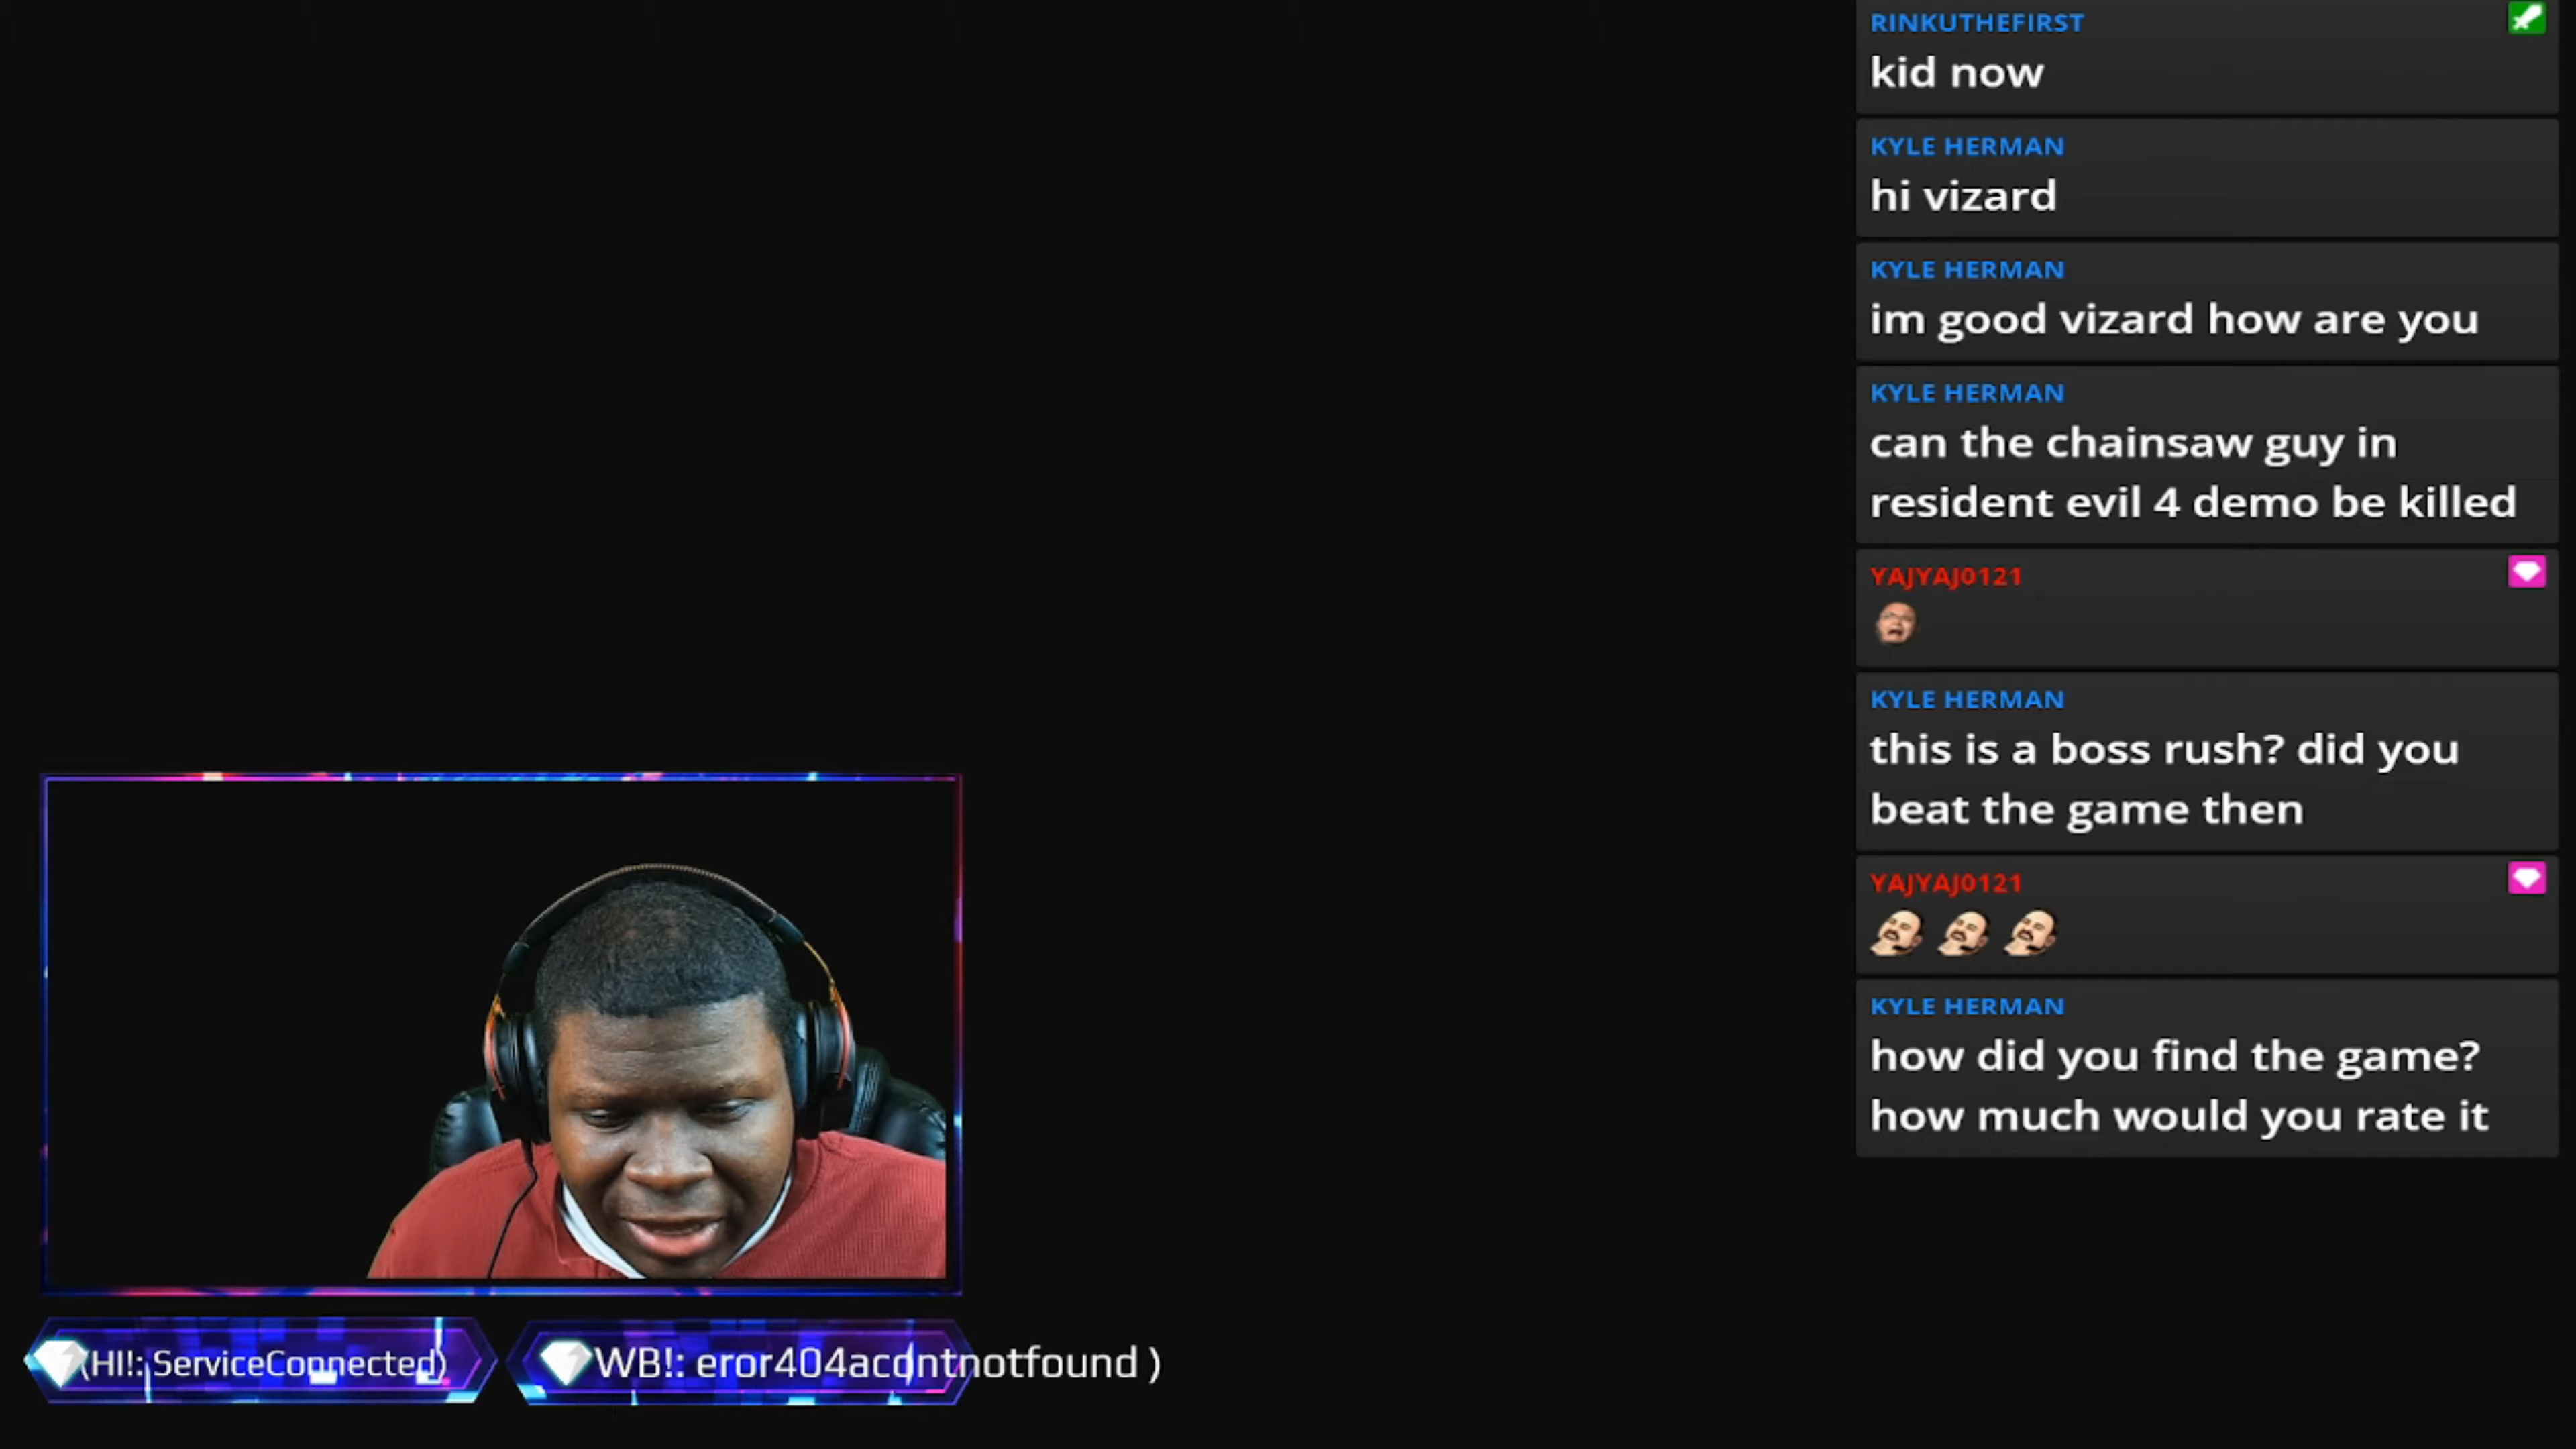 RINKUTHEFIRST
kid now
KYLE HERMAN
hi vizard
KYLE HERMAN
im good vizard how are you
KYLE HERMAN
can the chainsaw guy in
resident evil 4 demo be killed
YAJYAJ0121
KYLE HERMAN
this is a boss rush? did you
beat the game then
YAJYAJ0121
KYLE HERMAN
how did you find the game?
how much would you rate it
(HI!: ServiceConnected)
WB!: eror404acontnotfound )